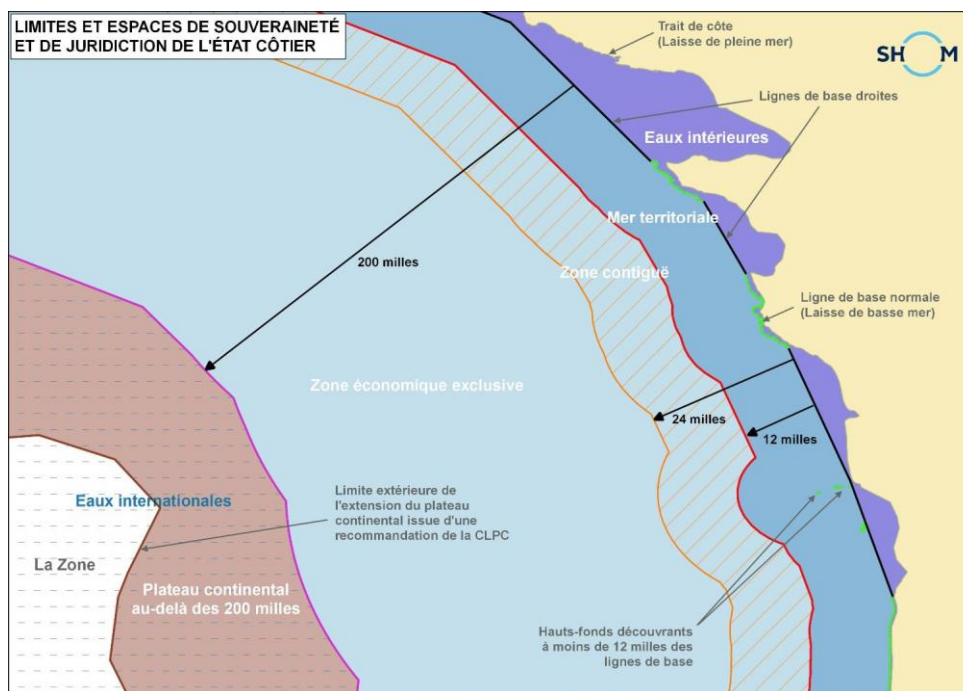 LIMITES ET ESPACES DE SOUVERAINETÉ
ET DE JURIDICTION DE L'ÉTAT CÔTIER
Trait de côte
(Laisse de pleine mer)
SHOM
Lignes de base droites
Eaux intérieures
Mer territoriale
200 milles
Zone contiguë
Ligne de base normale
(Laisse de basse mer)
Zone économique exclusive
24 milles
12 milles
Eaux internationales
Limite extérieure de
l'extension du plateau
continental issue d'une
recommandation de la CLPC
La Zone
Plateau continental
au-delà des 200 milles
Hauts-fonds découvrants
à moins de 12 milles des
lignes de base